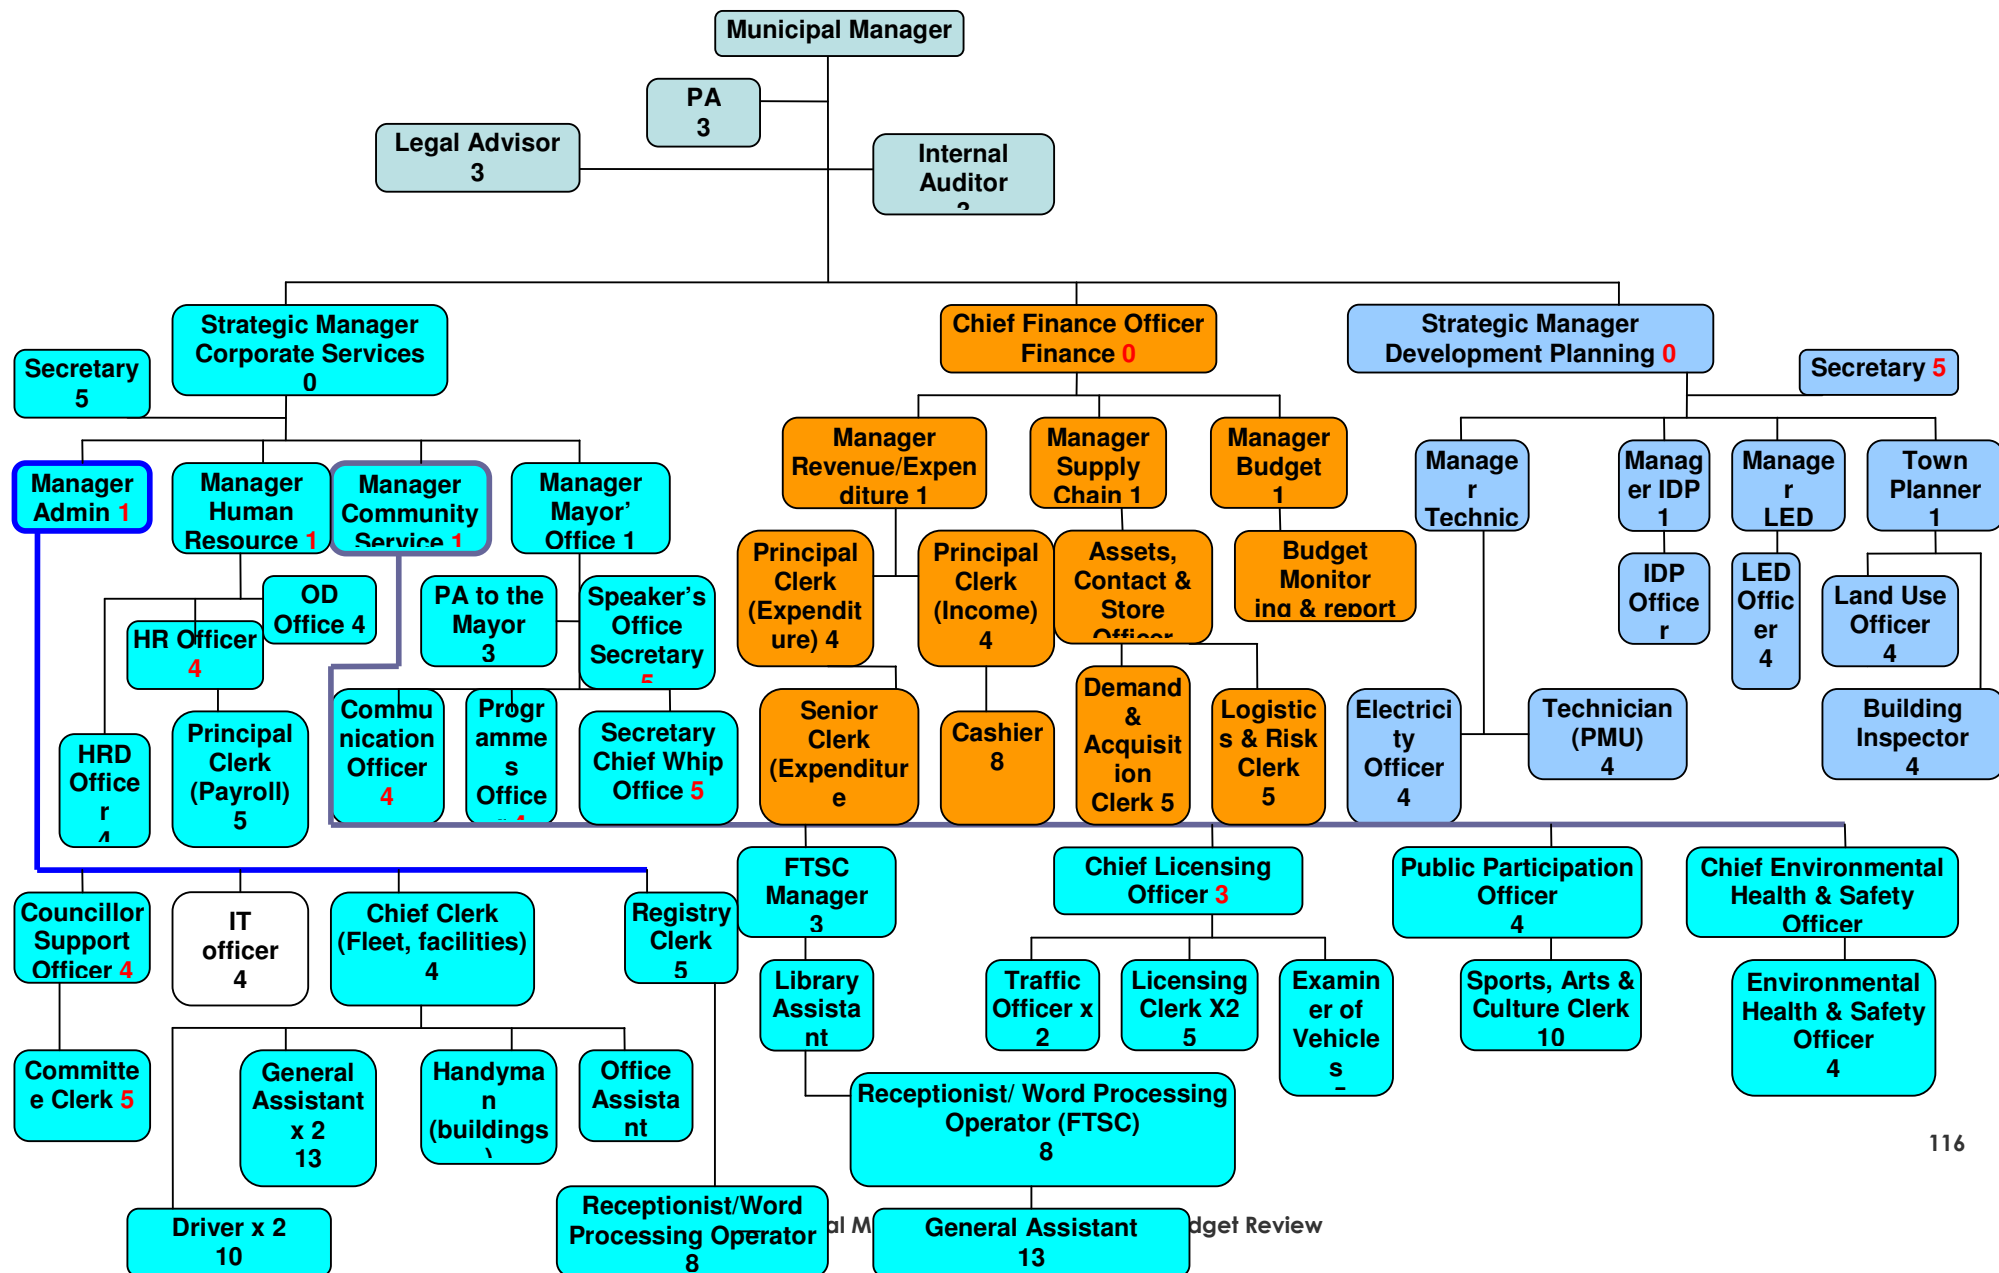 Municipal Manager
PA
3
Legal Advisor
3
Internal
Auditor
Strategic Manager
Corporate Services
0
Chief Finance Officer
Finance 0
Strategic Manager
Development Planning 0
Secretary
5
Secretary 5
Manager
Admin 1
Manager
Human
Resource 1
Manager
Community
Service 1
Manager
Mayor'
Office 1
Manager
Revenue/Expen
diture 1
Manager
Supply
Chain 1
Manager
Budget
1
Manage
r
Technic
Manag
er IDP
1
Manage
r
LED
Town
Planner
1
OD
Office 4
HR Officer
4
PA to the
Mayor
3
Speaker's
Office
Secretary
5
Principal
Clerk
(Expendit
ure) 4
Principal
Clerk
(Income)
4
Assets,
Contact &
Store
Officer
Budget
Monitor
ing & report
IDP
Office
r
LED
Offic
er
4
Land Use
Officer
4
HRD
Office
r
4
Principal
Clerk
(Payroll)
5
Commu
nication
Officer
4
Progr
amme
s
Office
Secretary
Chief Whip
Office 5
Senior
Clerk
(Expenditur
e
Cashier
8
Demand
&
Acquisit
ion
Clerk 5
Logistic
s & Risk
Clerk
5
Electrici
ty
Officer
4
Technician
(PMU)
4
Building
Inspector
4
Councillor
Support
Officer 4
IT
officer
4
Chief Clerk
(Fleet, facilities)
4
Registry
Clerk
5
FTSC
Manager
3
Chief Licensing
Officer 3
Public Participation
Officer
4
Chief Environmental
Health & Safety
Officer
Library
Assista
nt
Traffic
Officer x
2
Licensing
Clerk X2
5
Examin
er of
Vehicle
s
Sports, Arts &
Culture Clerk
10
Environmental
Health & Safety
Officer
4
Committe
e Clerk 5
General
Assistant
x 2
13
Handyma
n
(buildings
)
Office
Assista
nt
Receptionist/ Word Processing
Operator (FTSC)
8
116
Driver x 2
10
Receptionist/Word
Processing Operator
8
General Assistant
13
al M
dget Review